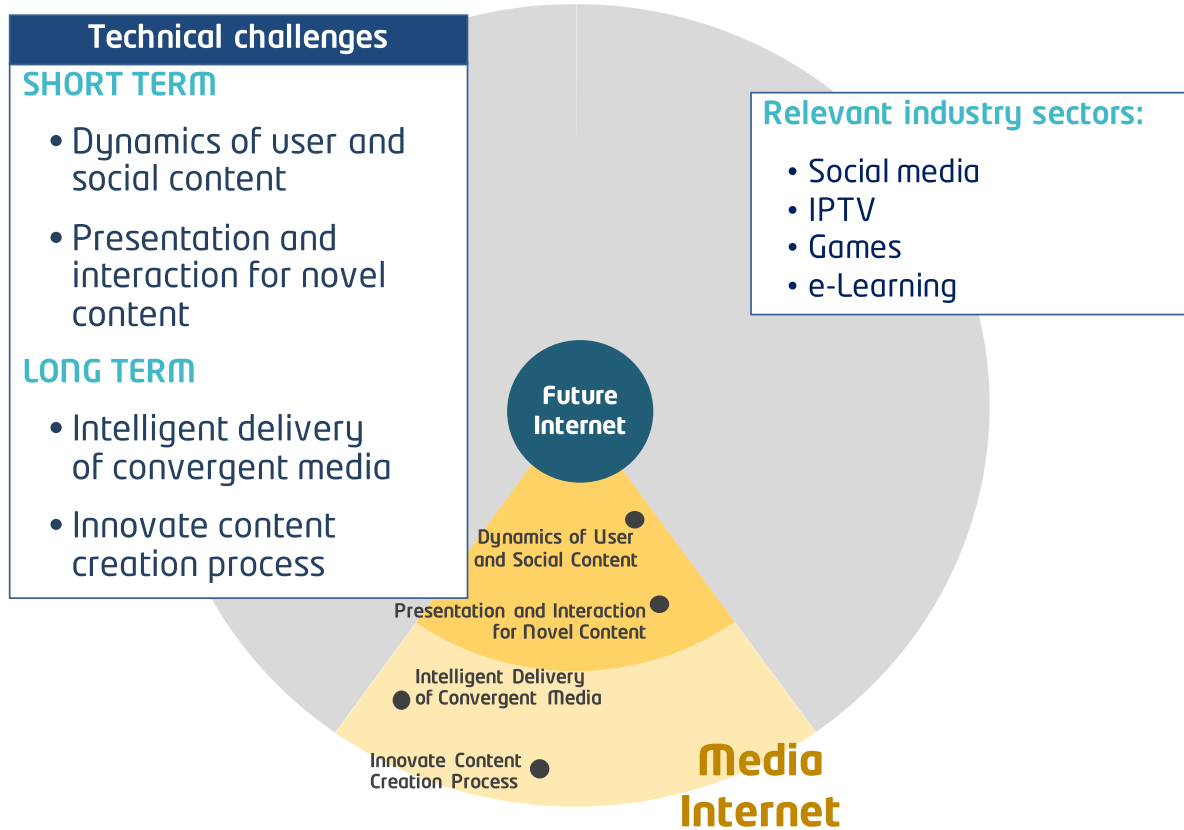 Technical challenges
SHORT TERM
• Dynamics of user and
social content
• Presentation and
interaction for novel
content
LONG TERM
• Intelligent delivery
of convergent media
• Innovate content
creation process
Relevant industry sectors:
• Social media
• IPTV
• Games
• e-Learning
Future
Internet
Dynamics of User
and Social Content
Presentation and Interaction
for Novel Content
Intelligent Delivery
of Convergent Media
Innovate Content
Creation Process
Media
Internet